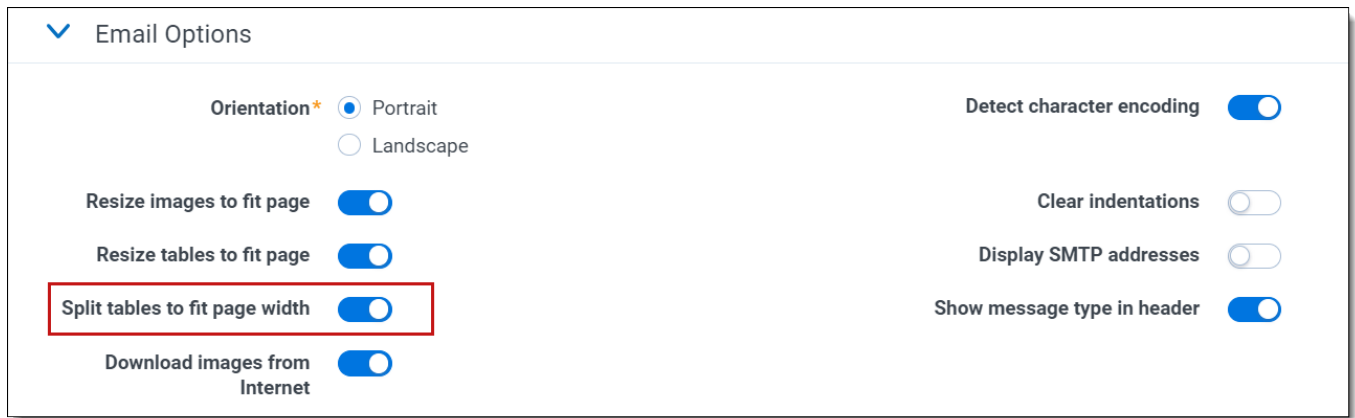 Email Options
Orientation* Portrait
Landscape
Detect character encoding
Resize images to fit page
Clear indentations
Resize tables to fit page
Display SMTP addresses
Split tables to fit page width
Show message type in header
Download images from
Internet